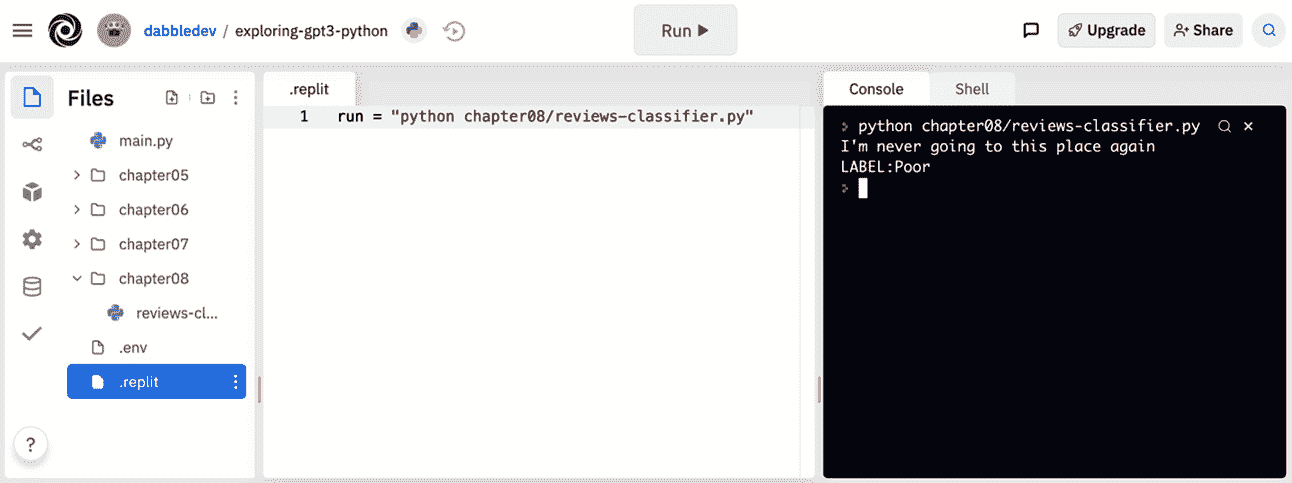 dabbledev / exploring-gpt3-python
Run
Upgrade
Share
Files
main.py
chapter05
chapter06
chapter07
chapter08
reviews-cl...
.env
.replit
?
.replit
1 run = "python chapter08/reviews-classifier.py"
Console
Shell
python chapter08/reviews-classifier.py
I'm never going to this place again
LABEL:Poor